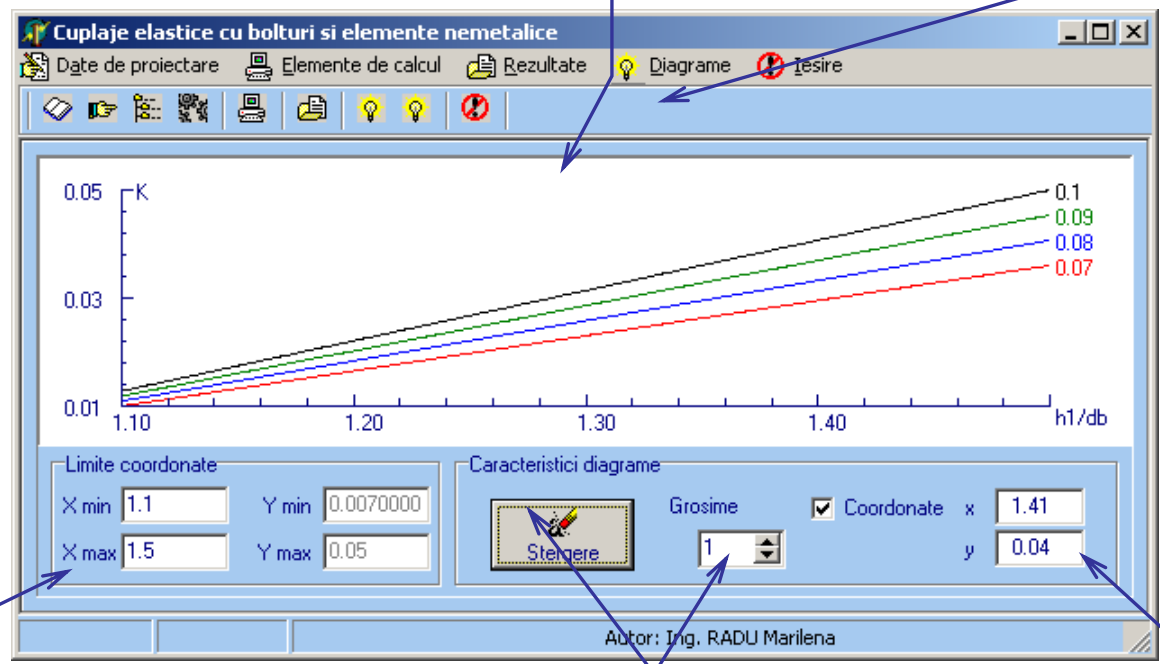 Cuplaje elastice cu bolturi si elemente nemetalice
Date de proiectare Elemente de calcul Rezultate Diagrame Iesire
0.05 K
0.03
0.01
1.10 1.20 1.30 1.40 h1/db
0.1
0.09
0.08
0.07
Limite coordonate
X min 1.1 Y min 0.0070000
X max 1.5 Y max 0.05
Caracteristici diagrame
Stergere
Grosime
1
Coordonate x 1.41
y 0.04
Autor: Ing. RADU Marilena